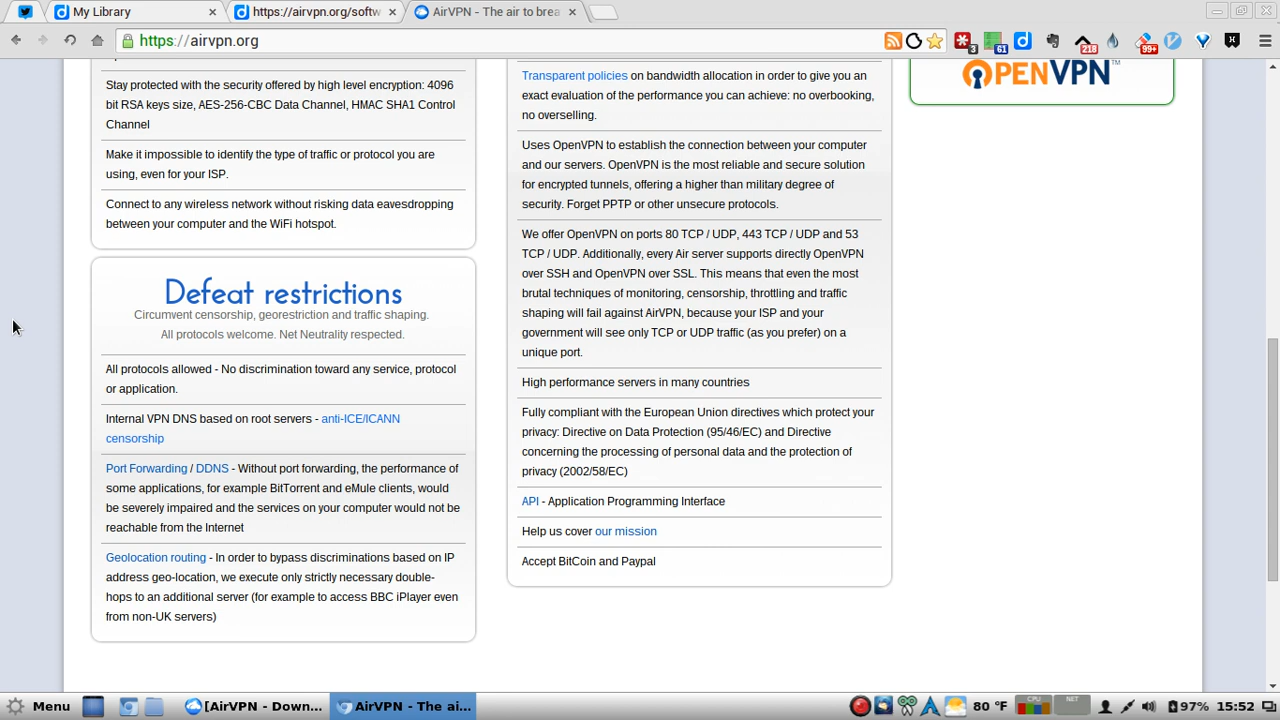 My Library
https://airvpn.org/softw
AirVPN - The air to brea
https://airvpn.org
3
61
218
99+
Stay protected with the security offered by high level encryption: 4096
bit RSA keys size, AES-256-CBC Data Channel, HMAC SHA1 Control
Channel
Make it impossible to identify the type of traffic or protocol you are
using, even for your ISP.
Connect to any wireless network without risking data eavesdropping
between your computer and the WiFi hotspot.
Defeat restrictions
Circumvent censorship, georestriction and traffic shaping.
All protocols welcome. Net Neutrality respected.
All protocols allowed - No discrimination toward any service, protocol
or application.
Internal VPN DNS based on root servers - anti-ICE/ICANN
censorship
Port Forwarding / DDNS - Without port forwarding, the performance of
some applications, for example BitTorrent and eMule clients, would
be severely impaired and the services on your computer would not be
reachable from the Internet
Geolocation routing - In order to bypass discriminations based on IP
address geo-location, we execute only strictly necessary double-
hops to an additional server (for example to access BBC iPlayer even
from non-UK servers)
Transparent policies on bandwidth allocation in order to give you an
exact evaluation of the performance you can achieve: no overbooking,
no overselling.
Uses OpenVPN to establish the connection between your computer
and our servers. OpenVPN is the most reliable and secure solution
for encrypted tunnels, offering a higher than military degree of
security. Forget PPTP or other unsecure protocols.
We offer OpenVPN on ports 80 TCP / UDP, 443 TCP / UDP and 53
TCP / UDP. Additionally, every Air server supports directly OpenVPN
over SSH and OpenVPN over SSL. This means that even the most
brutal techniques of monitoring, censorship, throttling and traffic
shaping will fail against AirVPN, because your ISP and your
government will see only TCP or UDP traffic (as you prefer) on a
unique port.
High performance servers in many countries
Fully compliant with the European Union directives which protect your
privacy: Directive on Data Protection (95/46/EC) and Directive
concerning the processing of personal data and the protection of
privacy (2002/58/EC)
API - Application Programming Interface
Help us cover our mission
Accept BitCoin and Paypal
OPENVPN™
Menu
[AirVPN - Down...
AirVPN - The ai...
CPU
NET
80 °F
97%
15:52